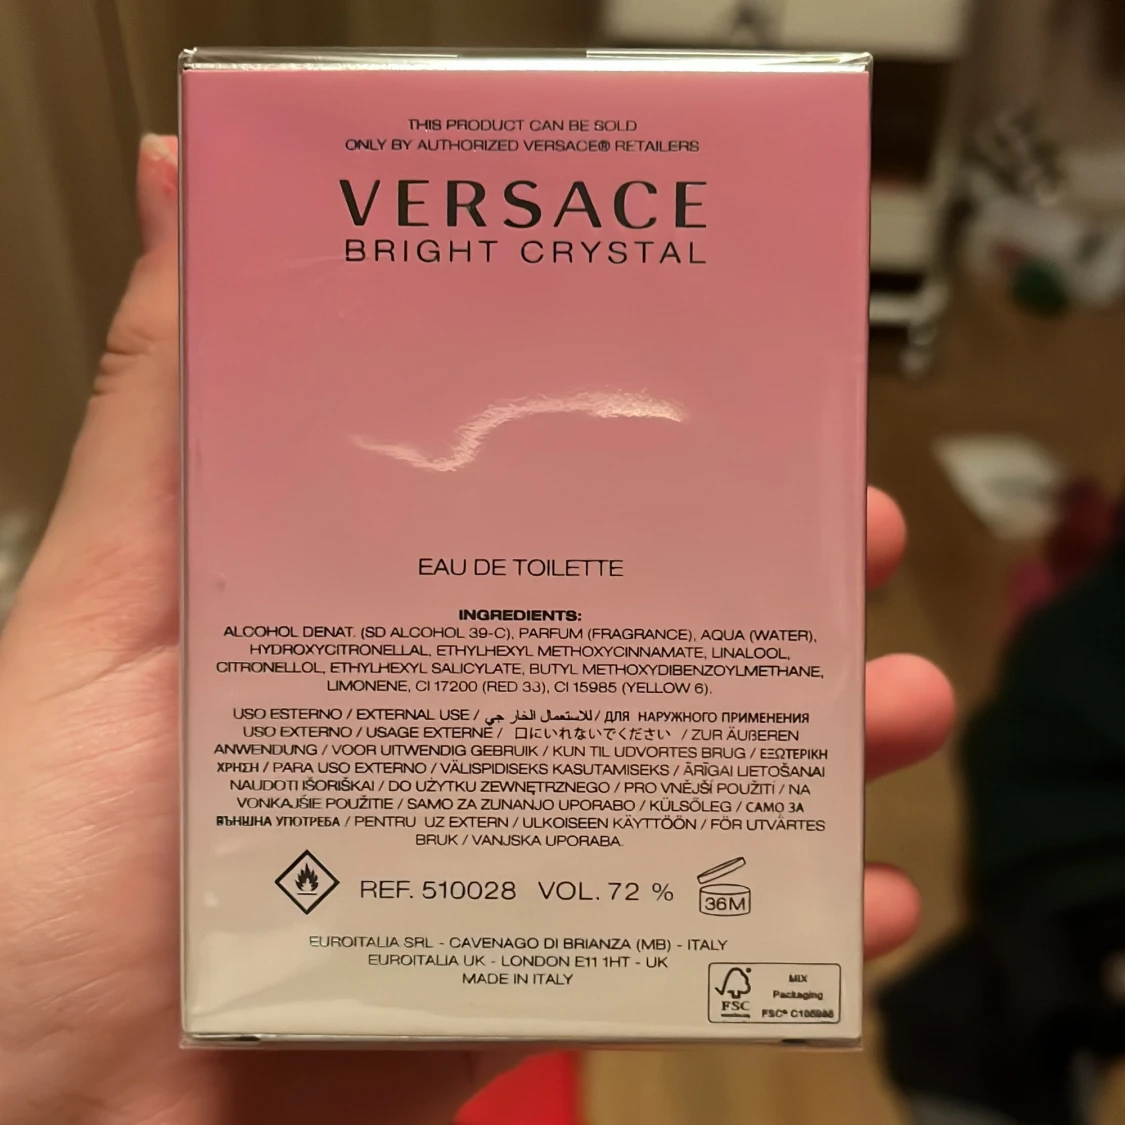 THIS PRODUCT CAN BE SOLD
ONLY BY AUTHORIZED VERSACE® RETAILERS
VERSACE
BRIGHT CRYSTAL
EAU DE TOILETTE
INGREDIENTS:
ALCOHOL DENAT. (SD ALCOHOL 39-C), PARFUM (FRAGRANCE), AQUA (WATER),
HYDROXYCITRONELLAL, ETHYLHEXYL METHOXYCINNAMATE, LINALOOL,
CITRONELLOL, ETHYLHEXYL SALICYLATE, BUTYL METHOXYDIBENZOYLMETHANE,
LIMONENE, CI 17200 (RED 33), CI 15985 (YELLOW 6).
USO ESTERNO / EXTERNAL USE / للاستعمال الخار جي / ДЛЯ НАРУЖНОГО ПРИМЕНЕНИЯ
USO EXTERNO / USAGE EXTERNE / 口にいれないでください / ZUR ÄUßEREN
ANWENDUNG / VOOR UITWENDIG GEBRUIK / KUN TIL UDVORTES BRUG / ΕΞΩΤΕΡΙΚΗ
ΧΡΗΣΗ / PARA USO EXTERNO / VÄLISPIDISEKS KASUTAMISEKS / ĀRĪGAI LIETOŠANAI
NAUDOTI IŠORIŠKAI / DO UŻYTKU ZEWNĘTRZNEGO / PRO VNĚJŠÍ POUŽITÍ / NA
VONKAJŠIE POUŽITIE / SAMO ZA ZUNANJO UPORABO / KÜLSŐLEG / САМО ЗА
ВЪНШНА УПОТРЕБА / PENTRU UZ EXTERN / ULKOISEEN KÄYTTÖÖN / FÖR UTVÄRTES
BRUK / VANJSKA UPORABA.
REF. 510028 VOL. 72 % 36M
EUROITALIA SRL - CAVENAGO DI BRIANZA (MB) - ITALY
EUROITALIA UK - LONDON E11 1HT - UK
MADE IN ITALY
FSC
MIX
Packaging
FSC®